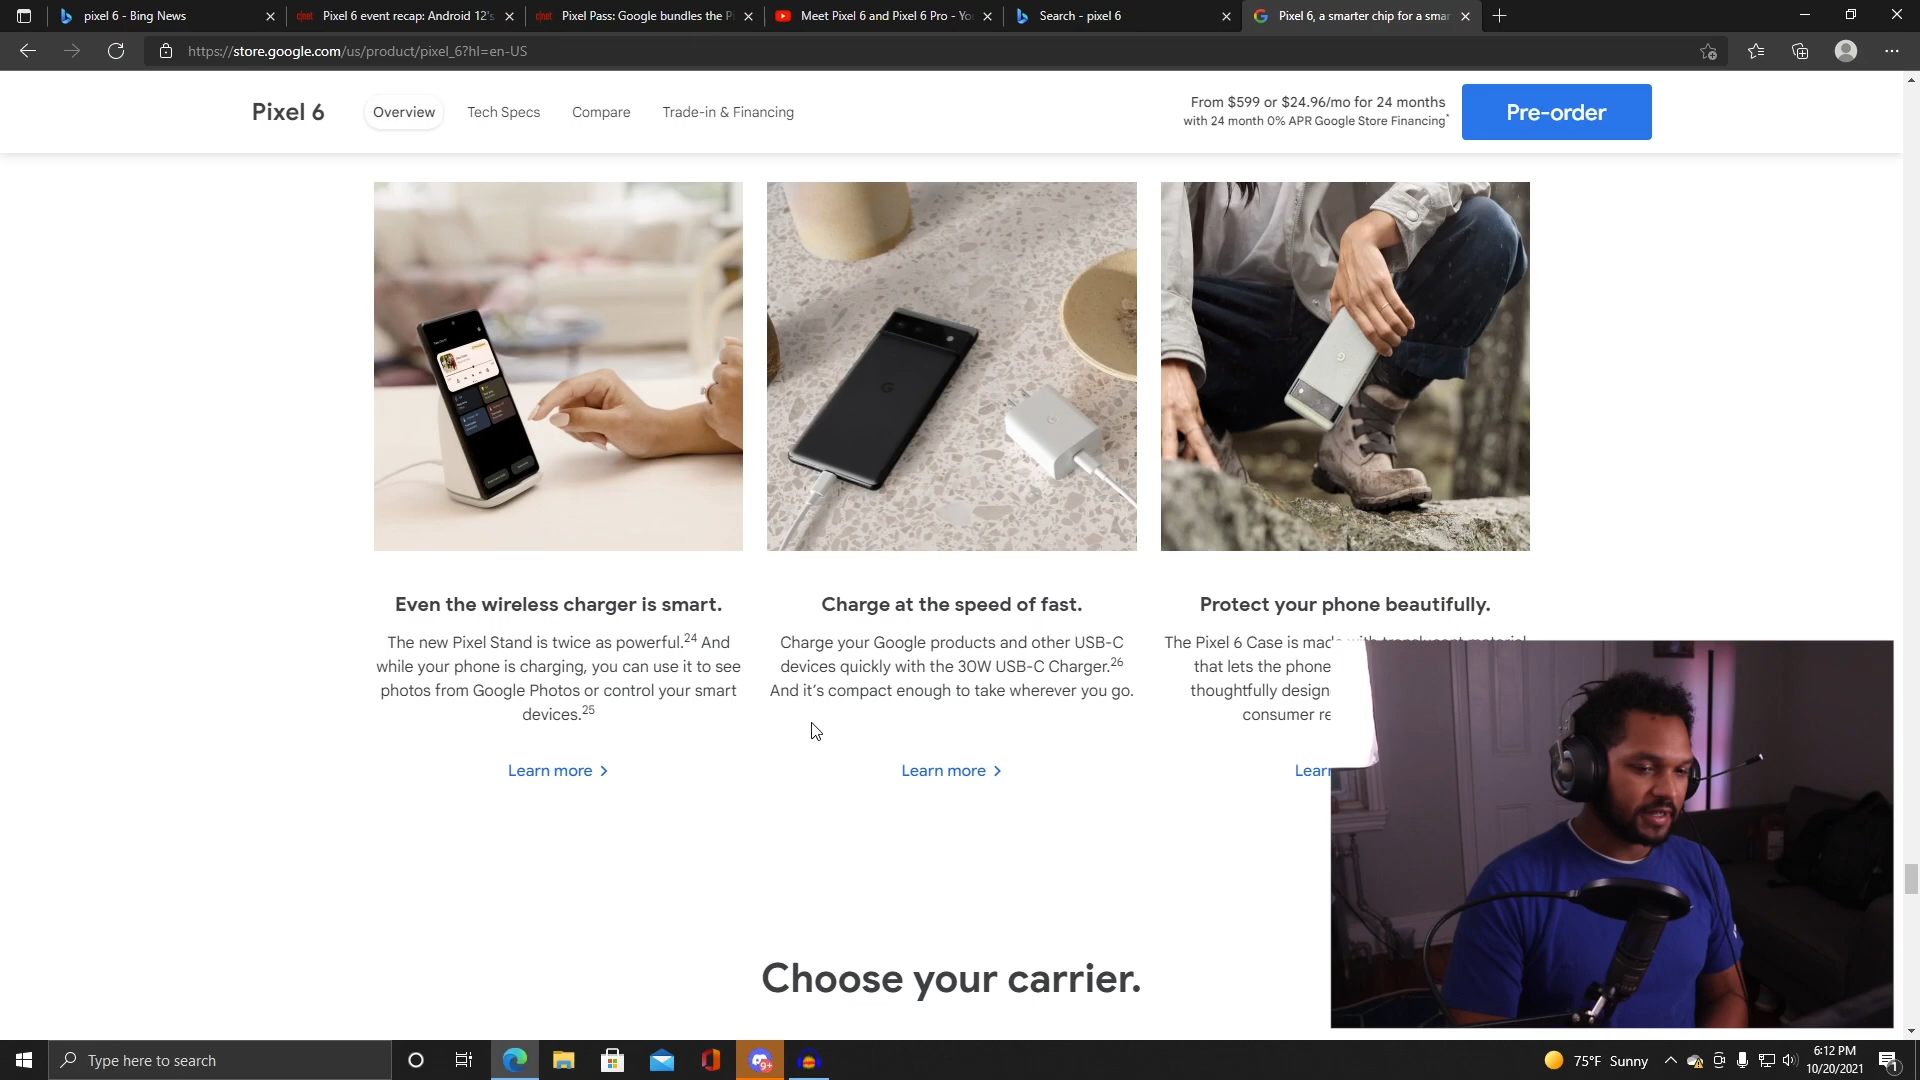 pixel 6 - Bing News
Pixel 6 event recap: Android 12's
Pixel Pass: Google bundles the P
Meet Pixel 6 and Pixel 6 Pro - Yo
Search - pixel 6
Pixel 6, a smarter chip for a smar
https://store.google.com/us/product/pixel_6?hl=en-US
Pixel 6
Overview
Tech Specs
Compare
Trade-in & Financing
From $599 or $24.96/mo for 24 months
with 24 month 0% APR Google Store Financing*
Pre-order
Even the wireless charger is smart.
The new Pixel Stand is twice as powerful.24 And
while your phone is charging, you can use it to see
photos from Google Photos or control your smart
devices.25
Learn more
Charge at the speed of fast.
Charge your Google products and other USB-C
devices quickly with the 30W USB-C Charger.26
And it's compact enough to take wherever you go.
Learn more
Protect your phone beautifully.
The Pixel 6 Case is made with translucent material
that lets the phone
thoughtfully design
consumer re
Learn
Choose your carrier.
Type here to search
9+
75°F Sunny
6:12 PM
10/20/2021
1